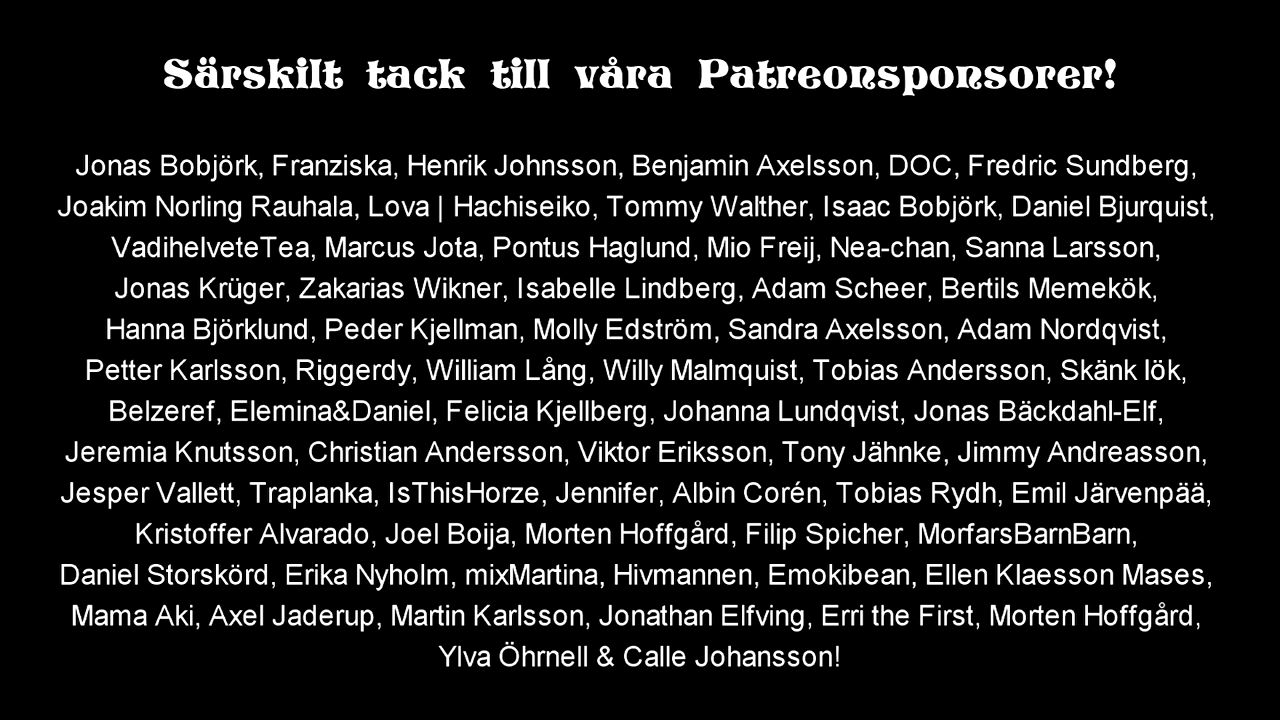 Särskilt tack till våra Patreonsponsorer!
Jonas Bobjörk, Franziska, Henrik Johnsson, Benjamin Axelsson, DOC, Fredric Sundberg,
Joakim Norling Rauhala, Lova | Hachiseiko, Tommy Walther, Isaac Bobjörk, Daniel Bjurquist,
VadihelveteTea, Marcus Jota, Pontus Haglund, Mio Freij, Nea-chan, Sanna Larsson,
Jonas Krüger, Zakarias Wikner, Isabelle Lindberg, Adam Scheer, Bertils Memekök,
Hanna Björklund, Peder Kjellman, Molly Edström, Sandra Axelsson, Adam Nordqvist,
Petter Karlsson, Riggerdy, William Lång, Willy Malmquist, Tobias Andersson, Skänk lök,
Belzeref, Elemina&Daniel, Felicia Kjellberg, Johanna Lundqvist, Jonas Bäckdahl-Elf,
Jeremia Knutsson, Christian Andersson, Viktor Eriksson, Tony Jähnke, Jimmy Andreasson,
Jesper Vallett, Traplanka, IsThisHorze, Jennifer, Albin Corén, Tobias Rydh, Emil Järvenpää,
Kristoffer Alvarado, Joel Boija, Morten Hoffgård, Filip Spicher, MorfarsBarnBarn,
Daniel Storskörd, Erika Nyholm, mixMartina, Hivmannen, Emokibean, Ellen Klaesson Mases,
Mama Aki, Axel Jaderup, Martin Karlsson, Jonathan Elfving, Erri the First, Morten Hoffgård,
Ylva Öhrnell & Calle Johansson!